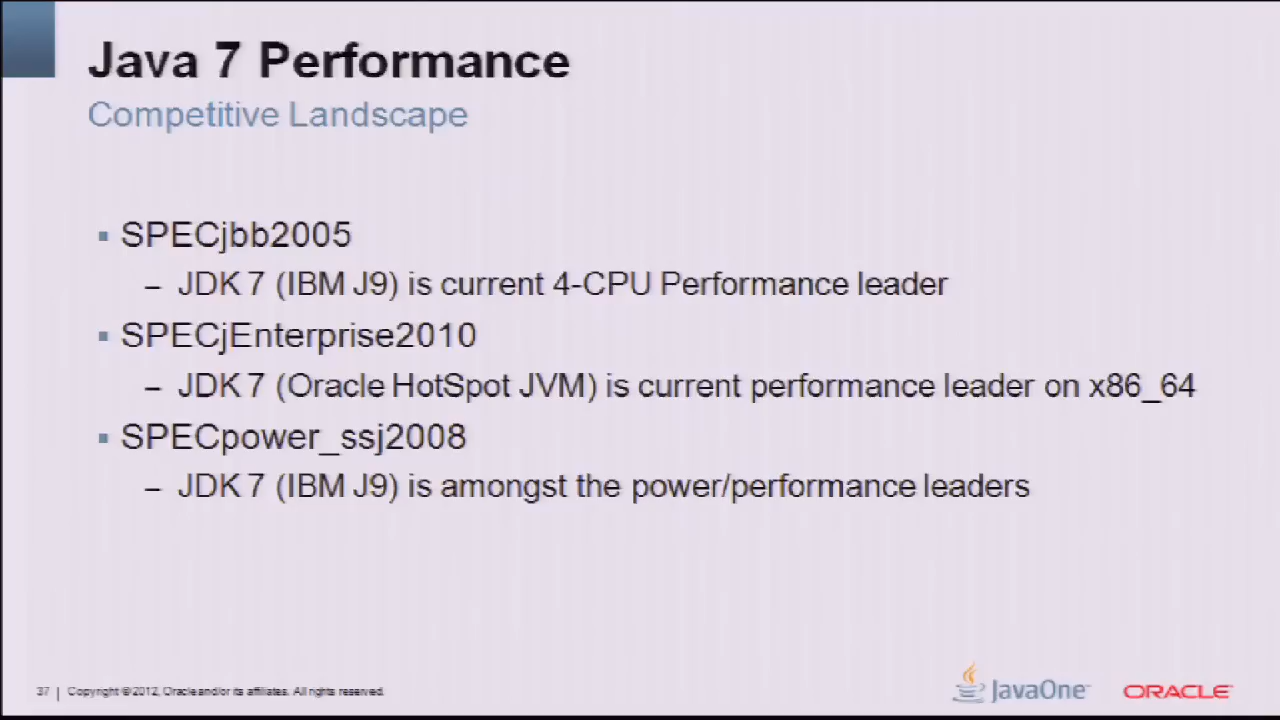 Java 7 Performance
Competitive Landscape
▪ SPECjbb2005
– JDK 7 (IBM J9) is current 4-CPU Performance leader
▪ SPECjEnterprise2010
– JDK 7 (Oracle HotSpot JVM) is current performance leader on x86_64
▪ SPECpower_ssj2008
– JDK 7 (IBM J9) is amongst the power/performance leaders
37 | Copyright © 2012, Oracle and/or its affiliates. All rights reserved.
JavaOne™
ORACLE